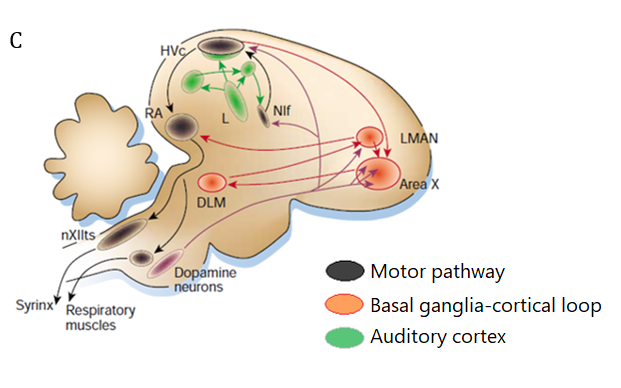 C
HVc
RA
L
NIf
LMAN
Area X
DLM
nXIIts
Dopamine
neurons
Syrinx
Respiratory
muscles
Motor pathway
Basal ganglia-cortical loop
Auditory cortex